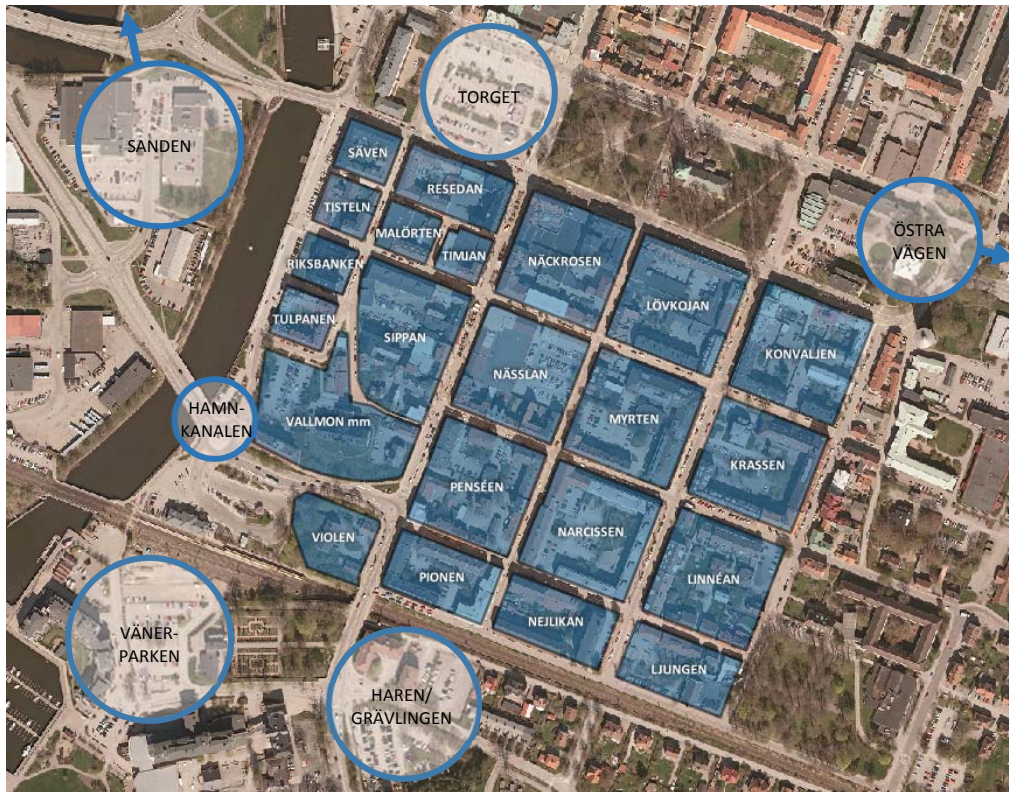 TORGET
SANDEN
SÄVEN
RESEDAN
TISTELN
MALÖRTEN
TIMJAN
ÖSTRA
VÄGEN
RIKSBANKEN
NÄCKROSEN
LÖVKOJAN
TULPANEN
SIPPAN
KONVALJEN
NÄSSLAN
HAMN-
KANALEN
VALLMON mm
MYRTEN
KRASSEN
PENSÉEN
VIOLEN
NARCISSEN
PIONEN
LINNÉAN
NEJLIKAN
VÄNER-
PARKEN
LJUNGEN
HAREN/
GRÄVLINGEN